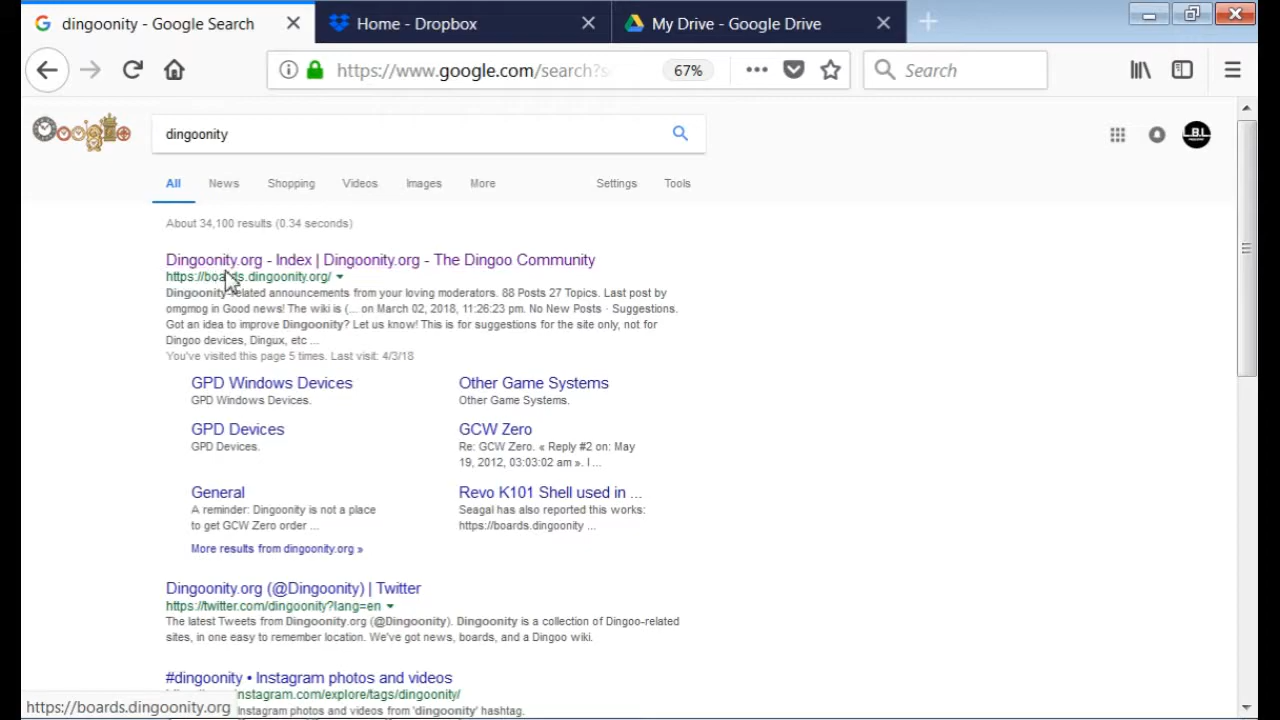 dingoonity - Google Search
Home - Dropbox
My Drive - Google Drive
https://www.google.com/search?s
67%
Search
Google
dingoonity
B.I.
All News Shopping Videos Images More Settings Tools
About 34,100 results (0.34 seconds)
Dingoonity.org - Index | Dingoonity.org - The Dingoo Community
https://boards.dingoonity.org/
Dingoonity-related announcements from your loving moderators. 88 Posts 27 Topics. Last post by
omgmog in Good news! The wiki is (... on March 02, 2018, 11:26:23 pm. No New Posts · Suggestions.
Got an idea to improve Dingoonity? Let us know! This is for suggestions for the site only, not for
Dingoo devices, Dingux, etc ...
You've visited this page 5 times. Last visit: 4/3/18
GPD Windows Devices
GPD Windows Devices.
Other Game Systems
Other Game Systems.
GPD Devices
GPD Devices.
GCW Zero
Re: GCW Zero. « Reply #2 on: May
19, 2012, 03:03:02 am ». I ...
General
A reminder: Dingoonity is not a place
to get GCW Zero order ...
Revo K101 Shell used in ...
Seagal has also reported this works:
https://boards.dingoonity ...
More results from dingoonity.org »
Dingoonity.org (@Dingoonity) | Twitter
https://twitter.com/dingoonity?lang=en
The latest Tweets from Dingoonity.org (@Dingoonity). Dingoonity is a collection of Dingoo-related
sites, in one easy to remember location. We've got news, boards, and a Dingoo wiki.
#dingoonity • Instagram photos and videos
nstagram.com/explore/tags/dingoonity/
Instagram photos and videos from 'dingoonity' hashtag.
https://boards.dingoonity.org